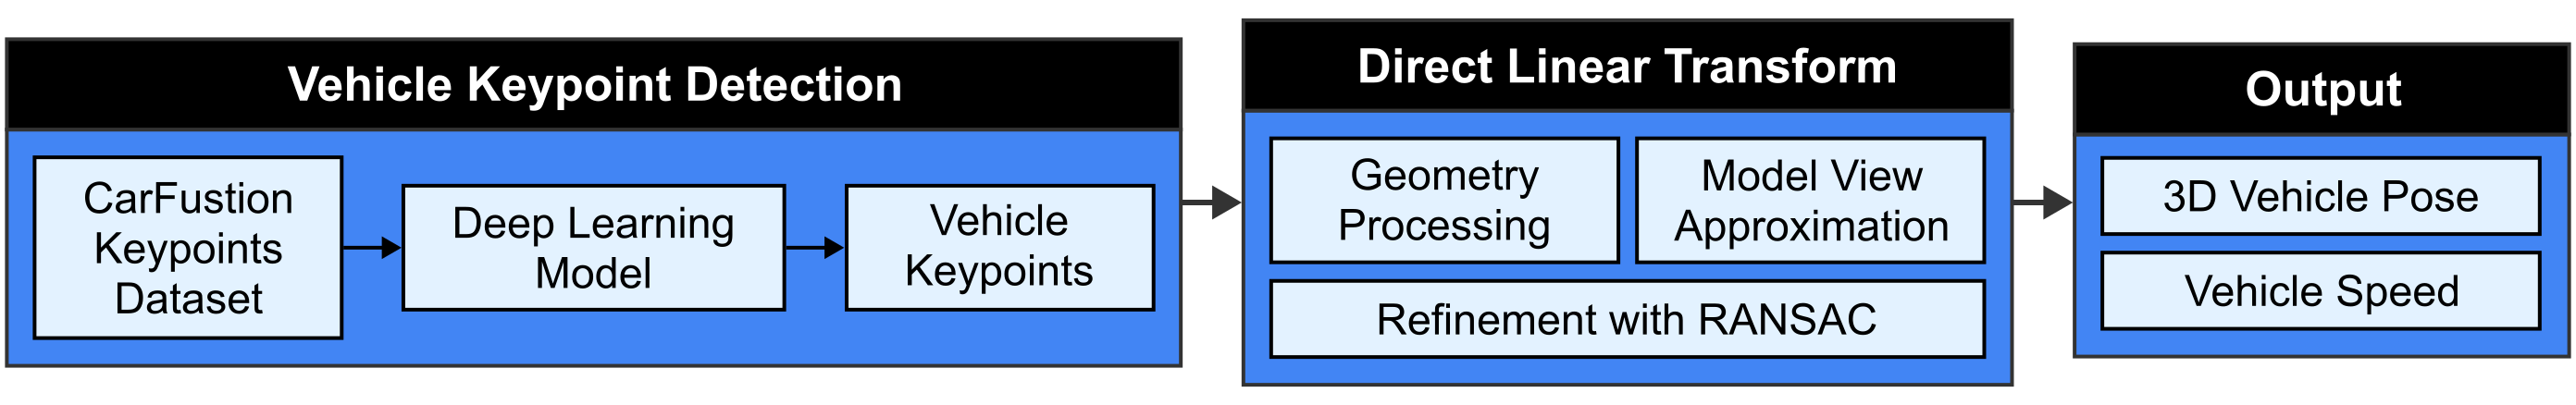 Vehicle Keypoint Detection
CarFustion
Keypoints
Dataset
Deep Learning
Model
Vehicle
Keypoints
Direct Linear Transform
Geometry
Processing
Model View
Approximation
Refinement with RANSAC
Output
3D Vehicle Pose
Vehicle Speed